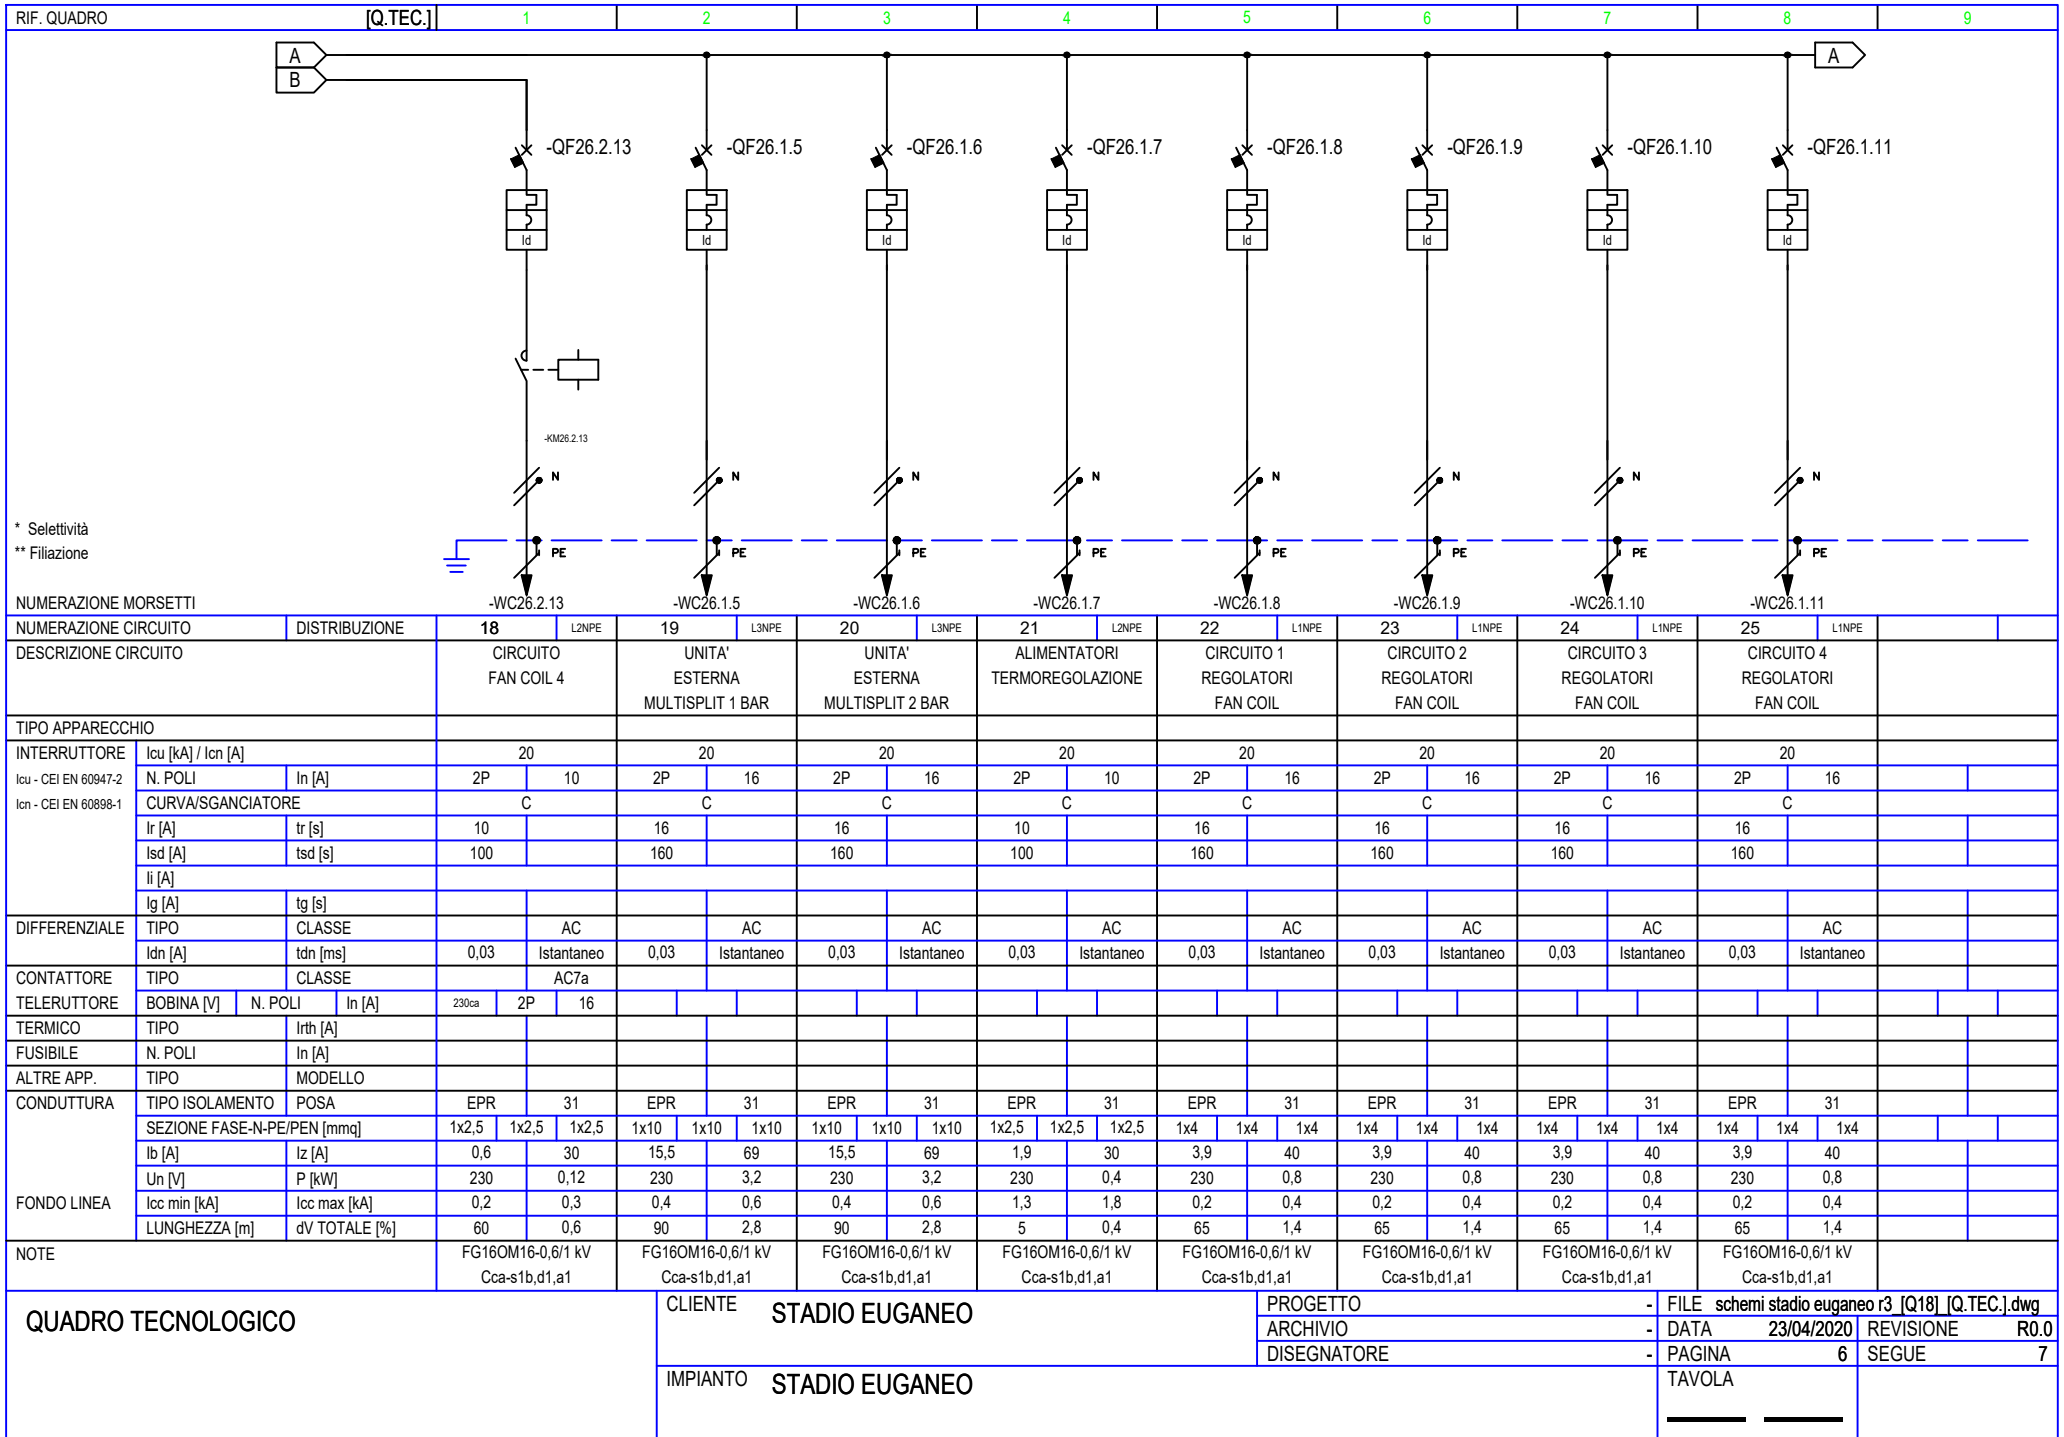 RIF. QUADRO [Q.TEC.] 1 2 3 4 5 6 7 8 9
A A
B
-QF26.2.13 -QF26.1.5 -QF26.1.6 -QF26.1.7 -QF26.1.8 -QF26.1.9 -QF26.1.10 -QF26.1.11
Id Id Id Id Id Id Id Id
-KM26.2.13
N N N N N N N N
* Selettività
** Filiazione
PE PE PE PE PE PE PE PE
NUMERAZIONE MORSETTI -WC26.2.13 -WC26.1.5 -WC26.1.6 -WC26.1.7 -WC26.1.8 -WC26.1.9 -WC26.1.10 -WC26.1.11
NUMERAZIONE CIRCUITO DISTRIBUZIONE 18 L2NPE 19 L3NPE 20 L3NPE 21 L2NPE 22 L1NPE 23 L1NPE 24 L1NPE 25 L1NPE
DESCRIZIONE CIRCUITO CIRCUITO UNITA' UNITA' ALIMENTATORI CIRCUITO 1 CIRCUITO 2 CIRCUITO 3 CIRCUITO 4
FAN COIL 4 ESTERNA ESTERNA TERMOREGOLAZIONE REGOLATORI REGOLATORI REGOLATORI REGOLATORI
MULTISPLIT 1 BAR MULTISPLIT 2 BAR FAN COIL FAN COIL FAN COIL FAN COIL
TIPO APPARECCHIO
INTERRUTTORE Icu [kA] / Icn [A] 20 20 20 20 20 20 20 20
Icu - CEI EN 60947-2 N. POLI In [A] 2P 10 2P 16 2P 16 2P 10 2P 16 2P 16 2P 16 2P 16
Icn - CEI EN 60898-1 CURVA/SGANCIATORE C C C C C C C C
Ir [A] tr [s] 10 16 16 10 16 16 16 16
Isd [A] tsd [s] 100 160 160 100 160 160 160 160
Ii [A]
Ig [A] tg [s]
DIFFERENZIALE TIPO CLASSE AC AC AC AC AC AC AC AC
Idn [A] tdn [ms] 0,03 Istantaneo 0,03 Istantaneo 0,03 Istantaneo 0,03 Istantaneo 0,03 Istantaneo 0,03 Istantaneo 0,03 Istantaneo 0,03 Istantaneo
CONTATTORE TIPO CLASSE AC7a
TELERUTTORE BOBINA [V] N. POLI In [A] 230ca 2P 16
TERMICO TIPO Irth [A]
FUSIBILE N. POLI In [A]
ALTRE APP. TIPO MODELLO
CONDUTTURA TIPO ISOLAMENTO POSA EPR 31 EPR 31 EPR 31 EPR 31 EPR 31 EPR 31 EPR 31 EPR 31
SEZIONE FASE-N-PE/PEN [mmq] 1x2,5 1x2,5 1x2,5 1x10 1x10 1x10 1x10 1x10 1x10 1x2,5 1x2,5 1x2,5 1x4 1x4 1x4 1x4 1x4 1x4 1x4 1x4 1x4 1x4 1x4 1x4
Ib [A] Iz [A] 0,6 30 15,5 69 15,5 69 1,9 30 3,9 40 3,9 40 3,9 40 3,9 40
Un [V] P [kW] 230 0,12 230 3,2 230 3,2 230 0,4 230 0,8 230 0,8 230 0,8 230 0,8
FONDO LINEA Icc min [kA] Icc max [kA] 0,2 0,3 0,4 0,6 0,4 0,6 1,3 1,8 0,2 0,4 0,2 0,4 0,2 0,4 0,2 0,4
LUNGHEZZA [m] dV TOTALE [%] 60 0,6 90 2,8 90 2,8 5 0,4 65 1,4 65 1,4 65 1,4 65 1,4
NOTE FG16OM16-0,6/1 kV FG16OM16-0,6/1 kV FG16OM16-0,6/1 kV FG16OM16-0,6/1 kV FG16OM16-0,6/1 kV FG16OM16-0,6/1 kV FG16OM16-0,6/1 kV FG16OM16-0,6/1 kV
Cca-s1b,d1,a1 Cca-s1b,d1,a1 Cca-s1b,d1,a1 Cca-s1b,d1,a1 Cca-s1b,d1,a1 Cca-s1b,d1,a1 Cca-s1b,d1,a1 Cca-s1b,d1,a1
QUADRO TECNOLOGICO
CLIENTE STADIO EUGANEO
IMPIANTO STADIO EUGANEO
PROGETTO - FILE schemi stadio euganeo r3_[Q18]_[Q.TEC.].dwg
ARCHIVIO - DATA 23/04/2020 REVISIONE R0.0
DISEGNATORE - PAGINA 6 SEGUE 7
TAVOLA